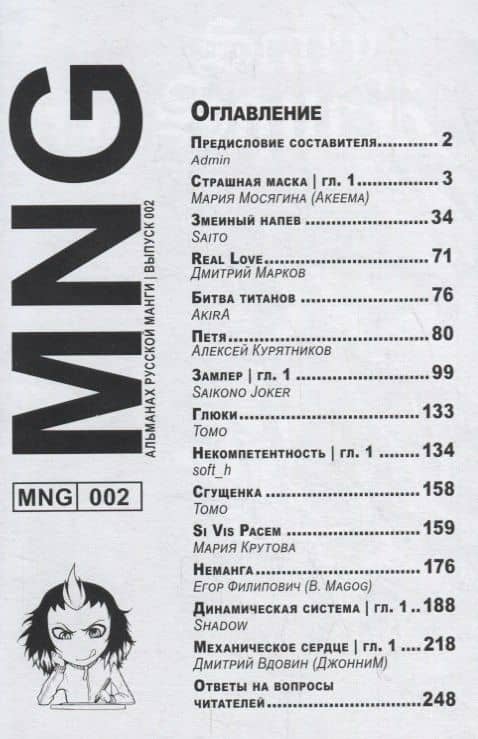 MNG
АЛЬМАНАХ РУССКОЙ МАНГИ | ВЫПУСК 002
MNG 002
Оглавление
Предисловие составителя............ 2
Admin
Страшная маска | гл. 1................ 3
Мария Мосягина (Акеема)
Змеиный напев ........................ 34
Saito
Real Love................................ 71
Дмитрий Марков
Битва титанов ......................... 76
AkirA
Петя....................................... 80
Алексей Курятников
Замлер | гл. 1 .......................... 99
Saikono Joker
Глюки................................... 133
Tomo
Некомпетентность | гл. 1 ........ 134
soft_h
Сгущенка ............................... 158
Tomo
Si Vis Pacem .......................... 159
Мария Крутова
Неманга ................................ 176
Егор Филипович (B. Magog)
Динамическая система | гл. 1 ..188
Shadow
Механическое сердце | гл. 1 ....218
Дмитрий Вдовин (ДжонниМ)
Ответы на вопросы
читателей............................... 248